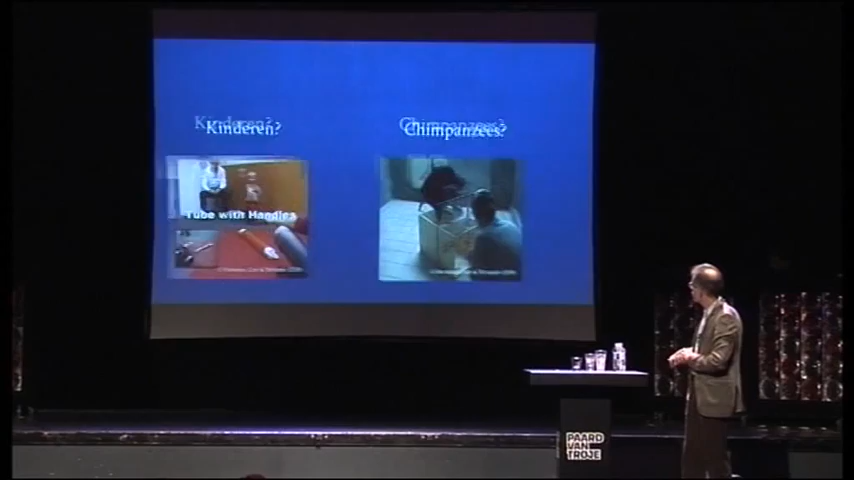 Kinderen?
Chimpanzees?
Tube with Handles
PAARD
VAN
TROJE